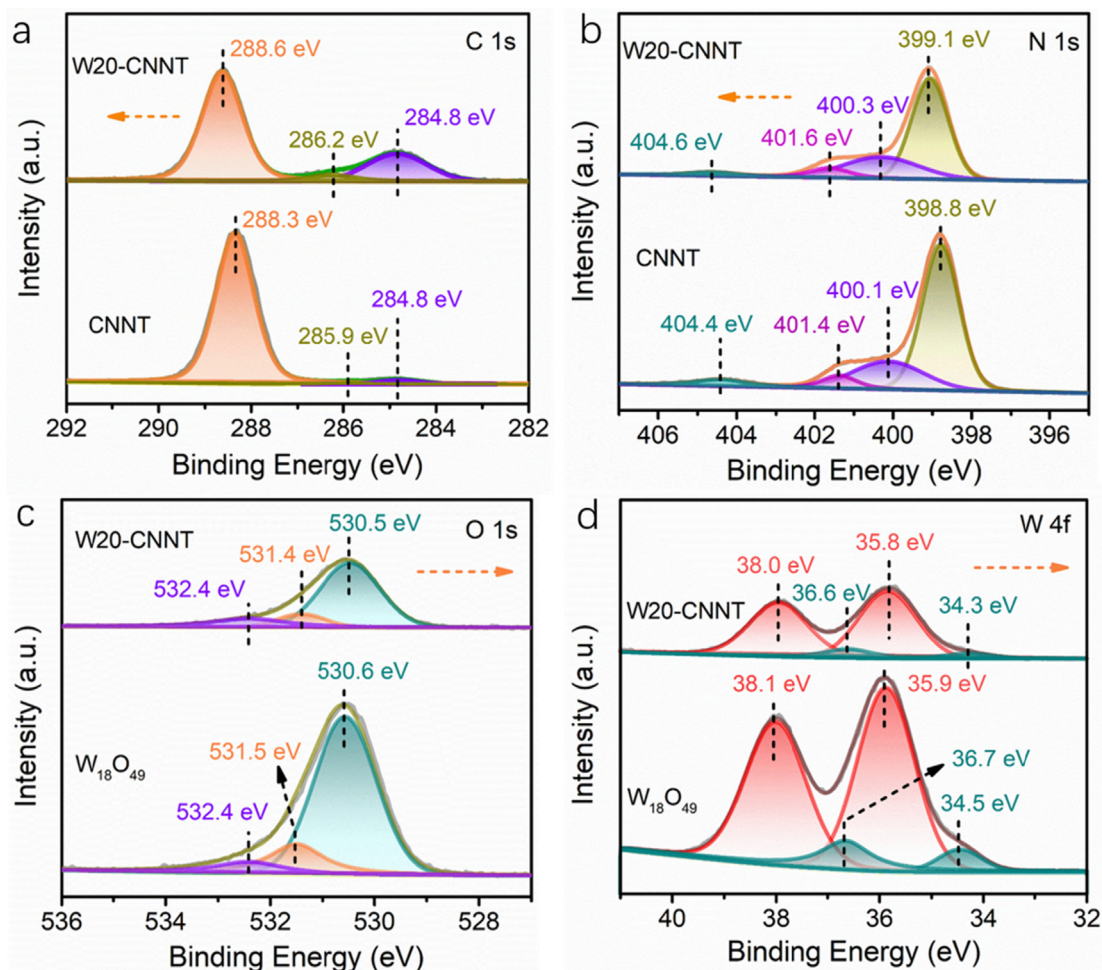 a
C 1s
W20-CNNT
288.6 eV
286.2 eV
284.8 eV
288.3 eV
CNNT
285.9 eV
284.8 eV
Intensity (a.u.)
292
290
288
286
284
282
Binding Energy (eV)
b
N 1s
W20-CNNT
399.1 eV
400.3 eV
401.6 eV
404.6 eV
398.8 eV
CNNT
400.1 eV
401.4 eV
404.4 eV
Intensity (a.u.)
406
404
402
400
398
396
Binding Energy (eV)
c
O 1s
W20-CNNT
530.5 eV
531.4 eV
532.4 eV
530.6 eV
531.5 eV
W₁₈O₄₉
532.4 eV
Intensity (a.u.)
536
534
532
530
528
Binding Energy (eV)
d
W 4f
38.0 eV
35.8 eV
36.6 eV
34.3 eV
W20-CNNT
38.1 eV
35.9 eV
36.7 eV
W₁₈O₄₉
34.5 eV
Intensity (a.u.)
40
38
36
34
32
Binding Energy (eV)